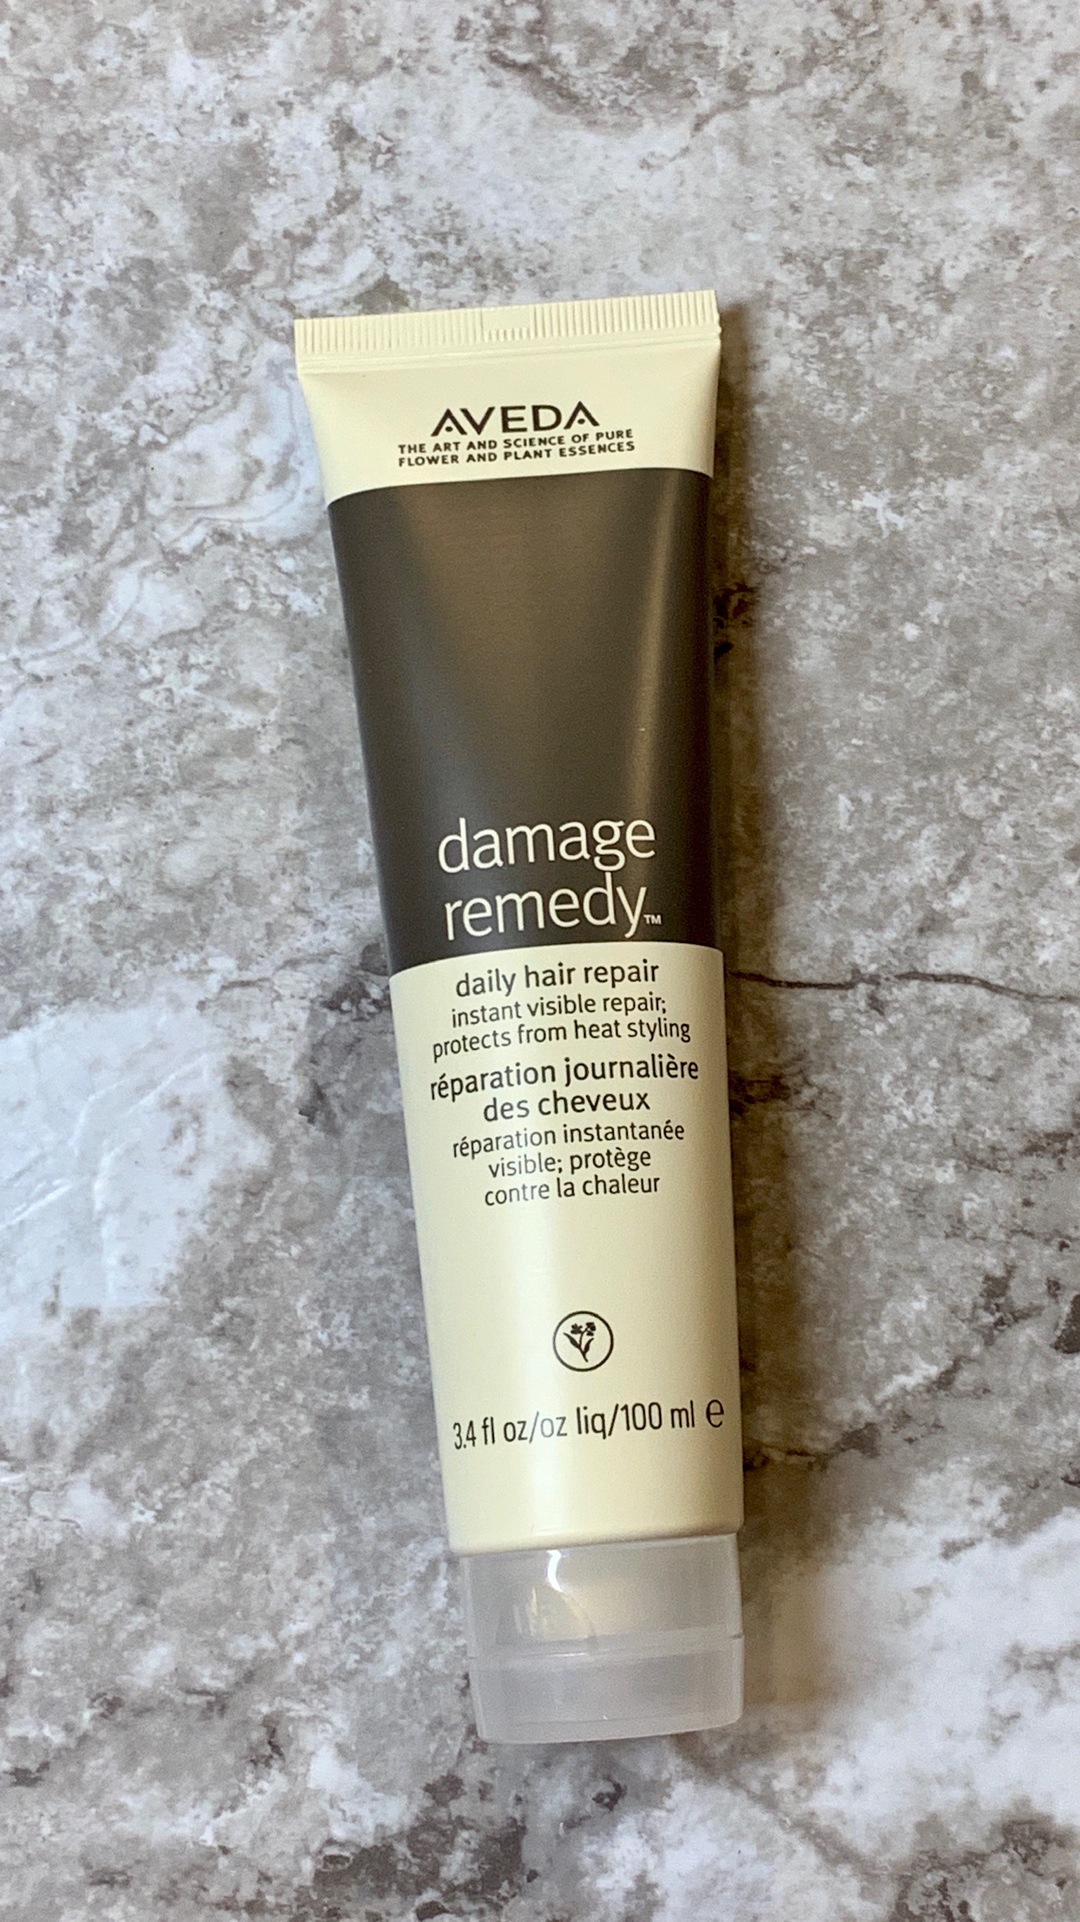 AVEDA
THE ART AND SCIENCE OF PURE
FLOWER AND PLANT ESSENCES
damage
remedy™
daily hair repair
instant visible repair;
protects from heat styling
réparation journalière
des cheveux
réparation instantanée
visible; protège
contre la chaleur
3.4 fl oz/oz liq/100 ml ℮